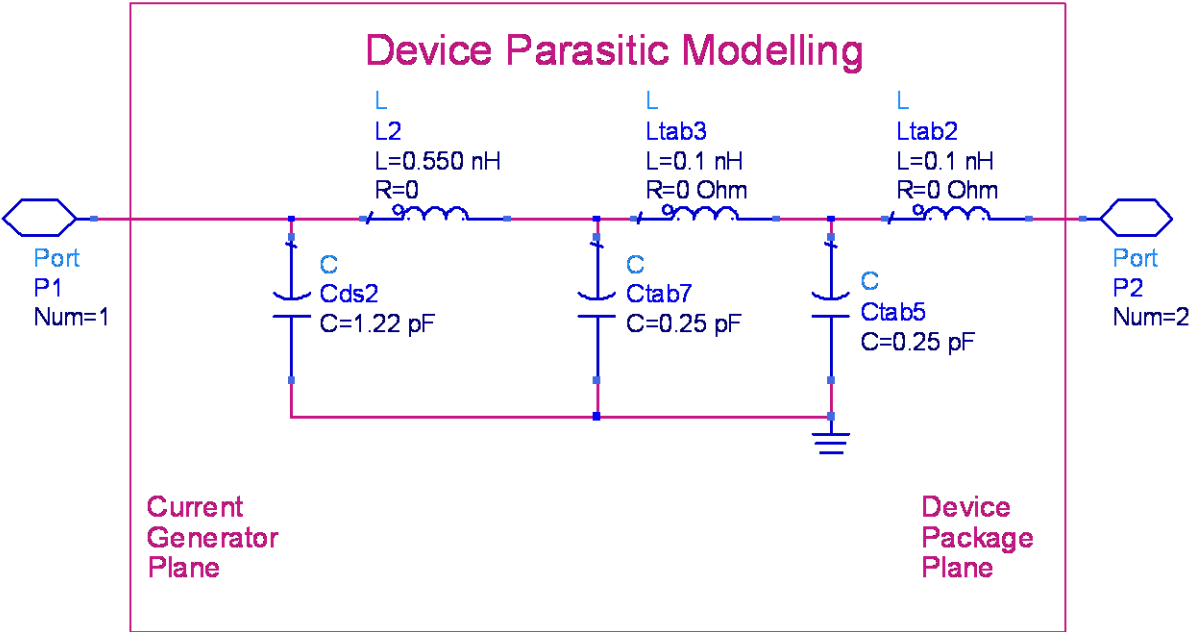 Device Parasitic Modelling
L
L2
L=0.550 nH
R=0
L
Ltab3
L=0.1 nH
R=0 Ohm
L
Ltab2
L=0.1 nH
R=0 Ohm
Port
P1
Num=1
C
Cds2
C=1.22 pF
C
Ctab7
C=0.25 pF
C
Ctab5
C=0.25 pF
Port
P2
Num=2
Current
Generator
Plane
Device
Package
Plane